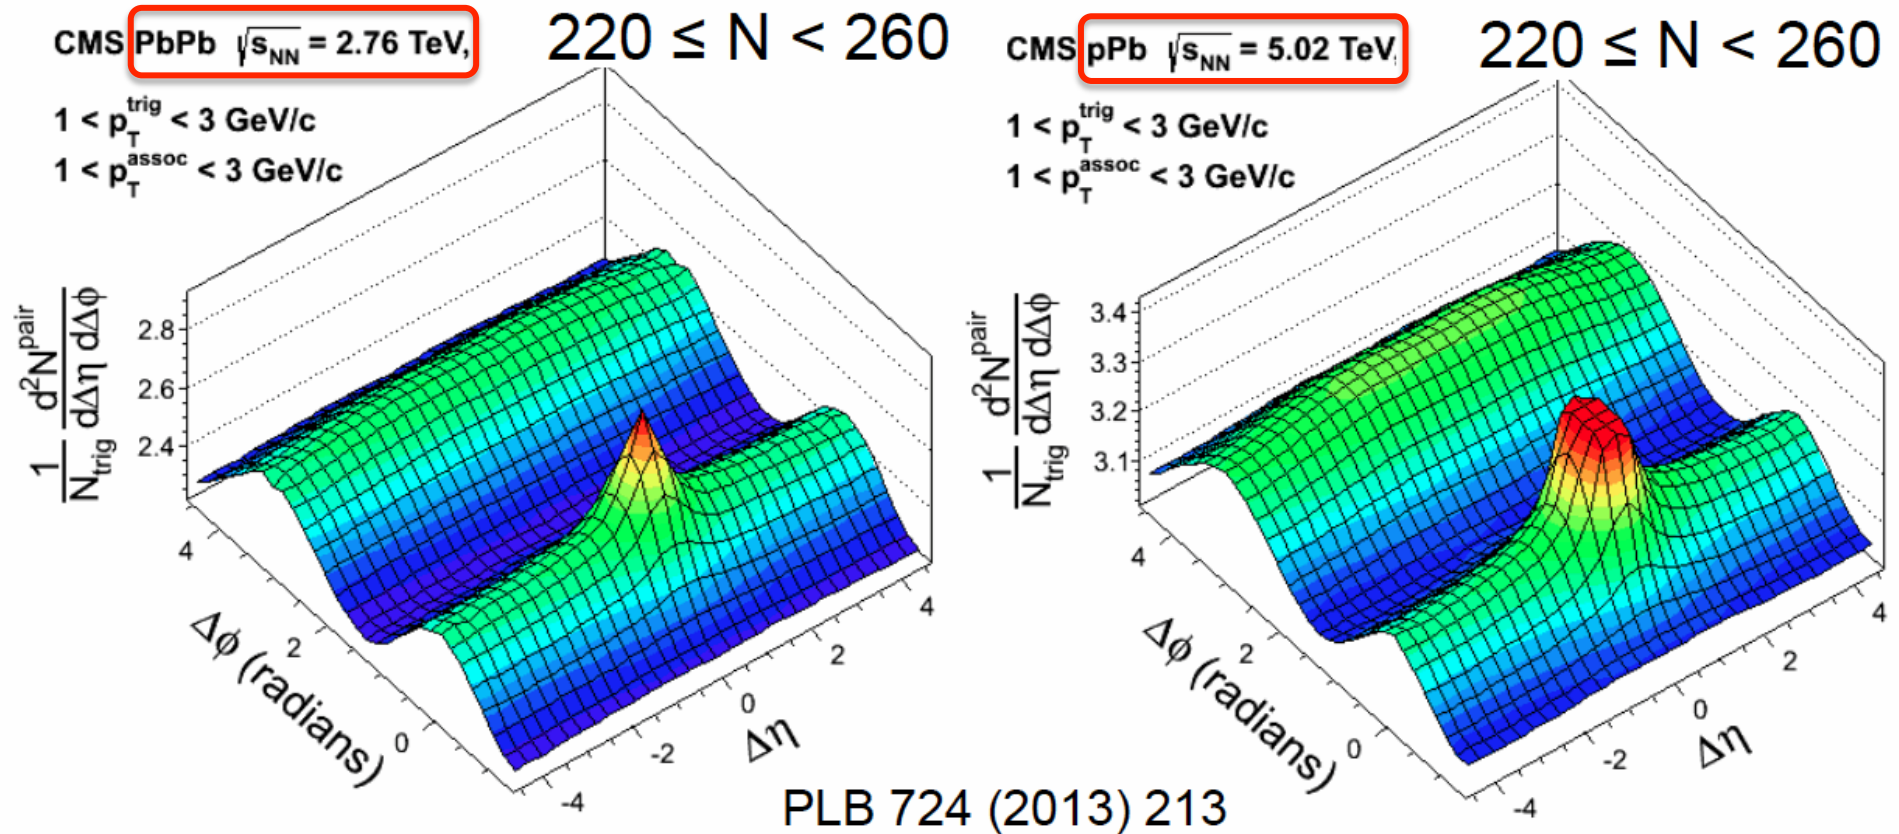 CMS PbPb √sNN = 2.76 TeV,
220 ≤ N < 260
1 < pTtrig < 3 GeV/c
1 < pTassoc < 3 GeV/c
1/Ntrig d²Npair/dΔη dΔϕ
2.8
2.6
2.4
4
2
0
Δϕ (radians)
-4
-2
0
2
4
Δη
CMS pPb √sNN = 5.02 TeV,
220 ≤ N < 260
1 < pTtrig < 3 GeV/c
1 < pTassoc < 3 GeV/c
1/Ntrig d²Npair/dΔη dΔϕ
3.4
3.3
3.2
3.1
4
2
0
Δϕ (radians)
-4
-2
0
2
4
Δη
PLB 724 (2013) 213